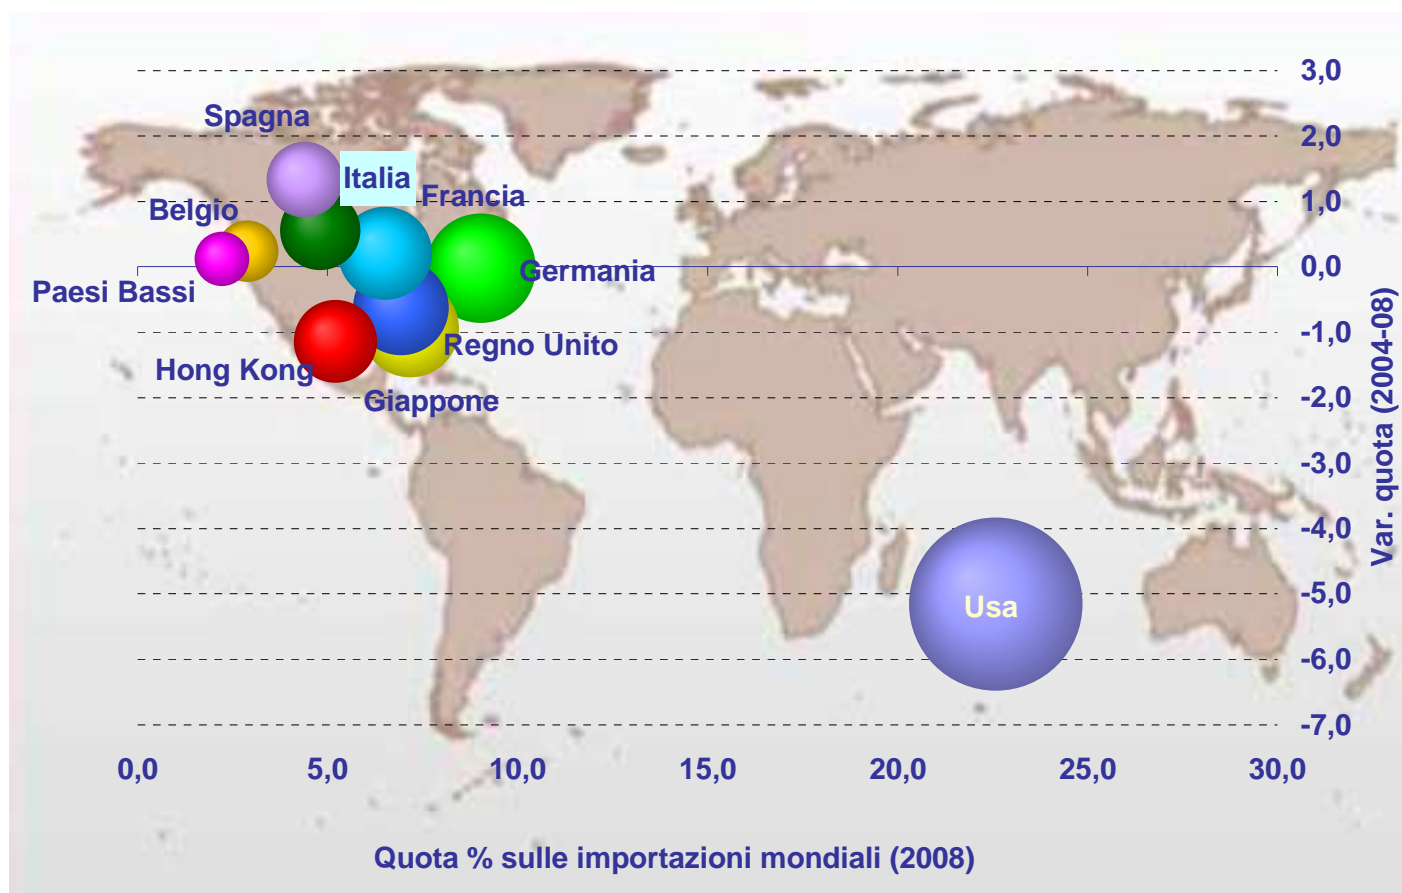 3,0
Spagna
2,0
Italia
Francia
1,0
Belgio
0,0
Germania
Paesi Bassi
-1,0
Regno Unito
Hong Kong
Giappone
-2,0
-3,0
-4,0
-5,0
Usa
-6,0
-7,0
Var. quota (2004-08)
0,0 5,0 10,0 15,0 20,0 25,0 30,0
Quota % sulle importazioni mondiali (2008)